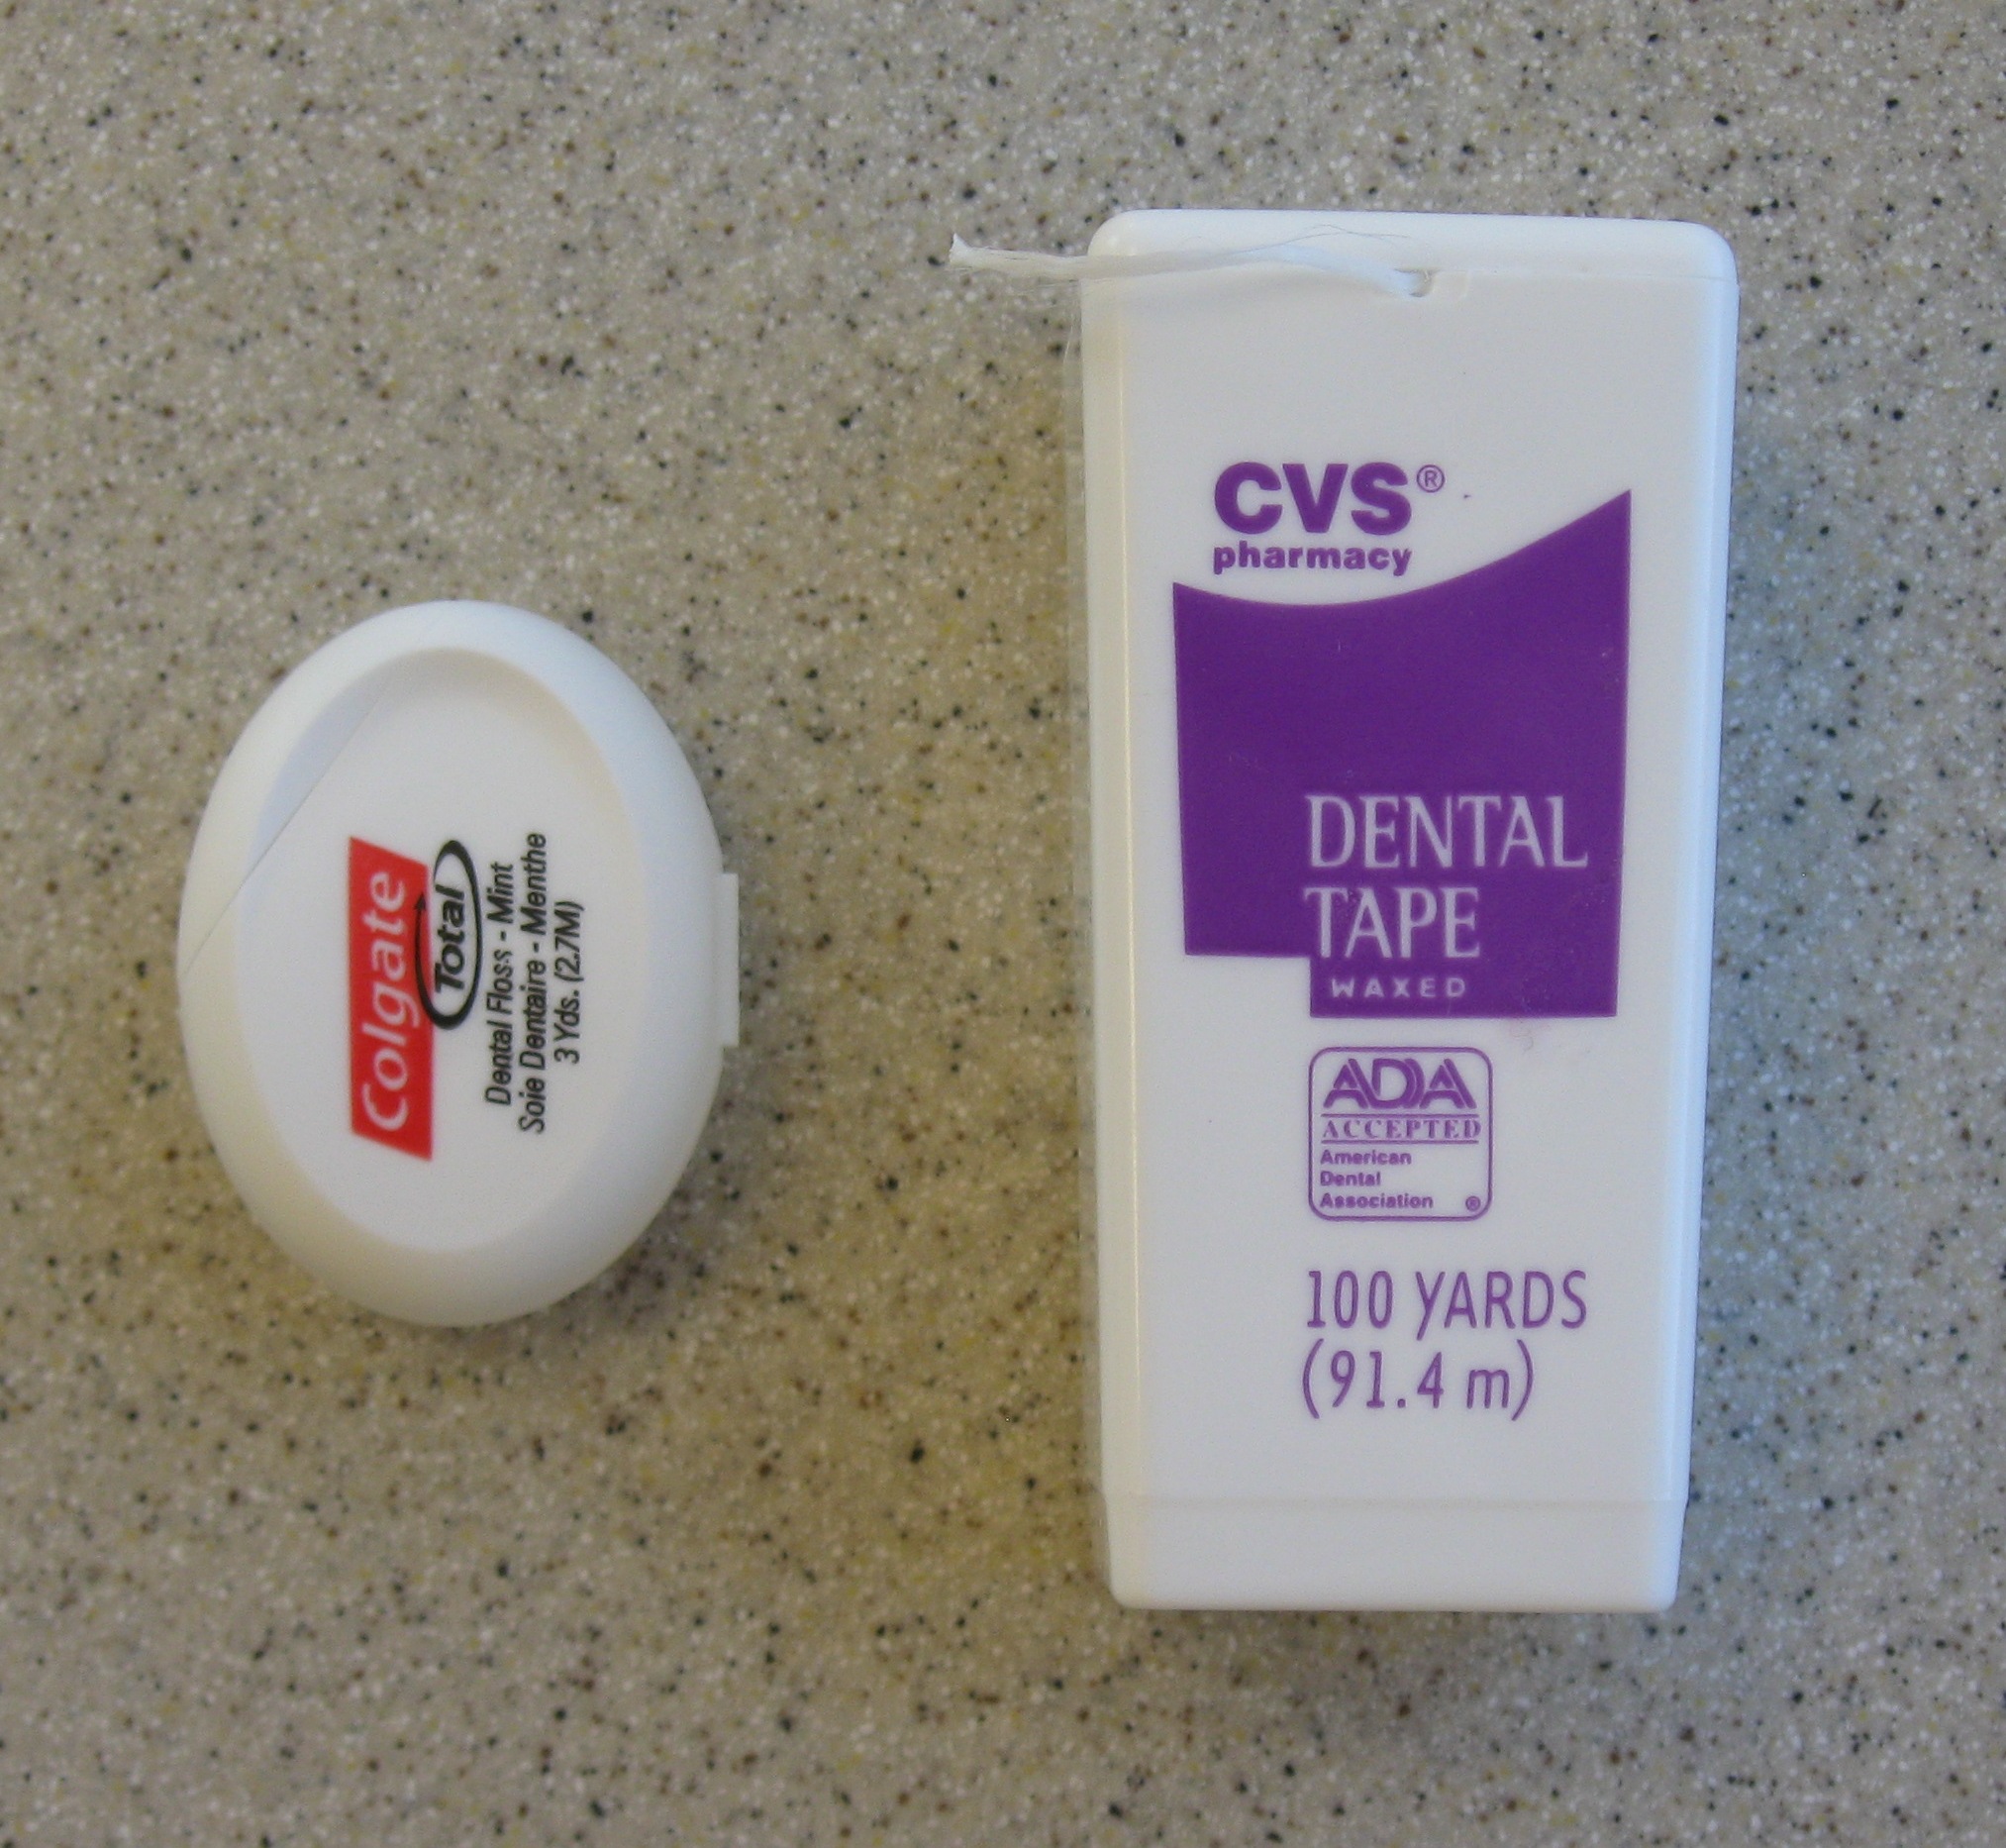 Colgate
Total
Dental Floss - Mint
Soie Dentaire - Menthe
3 Yds. (2.7M)
CVS®
pharmacy
DENTAL
TAPE
WAXED
ADA
ACCEPTED
American
Dental
Association ®
100 YARDS
(91.4 m)